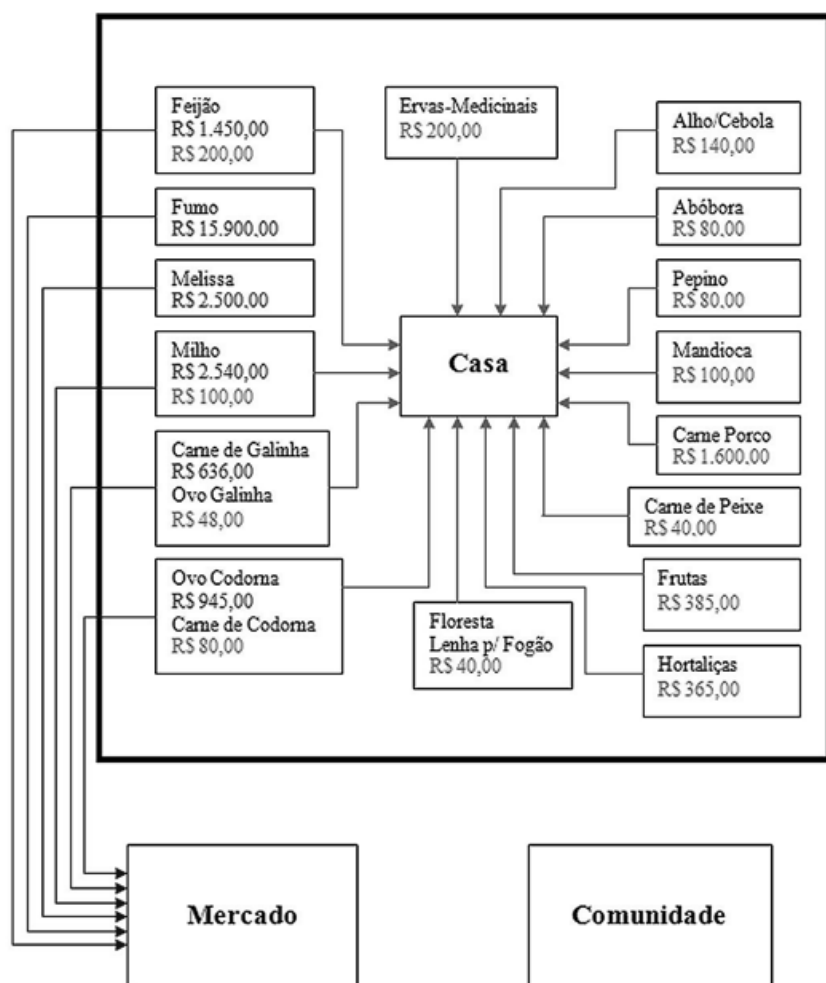 Feijão
R$ 1.450,00
R$ 200,00
Fumo
R$ 15.900,00
Melissa
R$ 2.500,00
Milho
R$ 2.540,00
R$ 100,00
Carne de Galinha
R$ 636,00
Ovo Galinha
R$ 48,00
Ovo Codorna
R$ 945,00
Carne de Codorna
R$ 80,00
Ervas-Medicinais
R$ 200,00
Casa
Floresta
Lenha p/ Fogão
R$ 40,00
Alho/Cebola
R$ 140,00
Abóbora
R$ 80,00
Pepino
R$ 80,00
Mandioca
R$ 100,00
Carne Porco
R$ 1.600,00
Carne de Peixe
R$ 40,00
Frutas
R$ 385,00
Hortaliças
R$ 365,00
Mercado
Comunidade